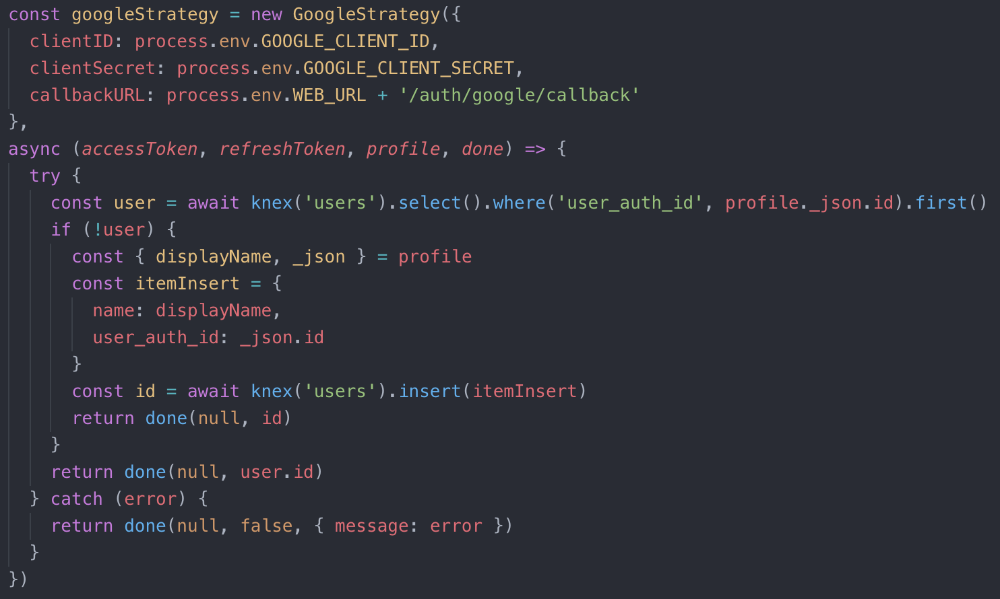 const googleStrategy = new GoogleStrategy({
  clientID: process.env.GOOGLE_CLIENT_ID,
  clientSecret: process.env.GOOGLE_CLIENT_SECRET,
  callbackURL: process.env.WEB_URL + '/auth/google/callback'
},
async (accessToken, refreshToken, profile, done) => {
  try {
    const user = await knex('users').select().where('user_auth_id', profile._json.id).first()
    if (!user) {
      const { displayName, _json } = profile
      const itemInsert = {
        name: displayName,
        user_auth_id: _json.id
      }
      const id = await knex('users').insert(itemInsert)
      return done(null, id)
    }
    return done(null, user.id)
  } catch (error) {
    return done(null, false, { message: error })
  }
})